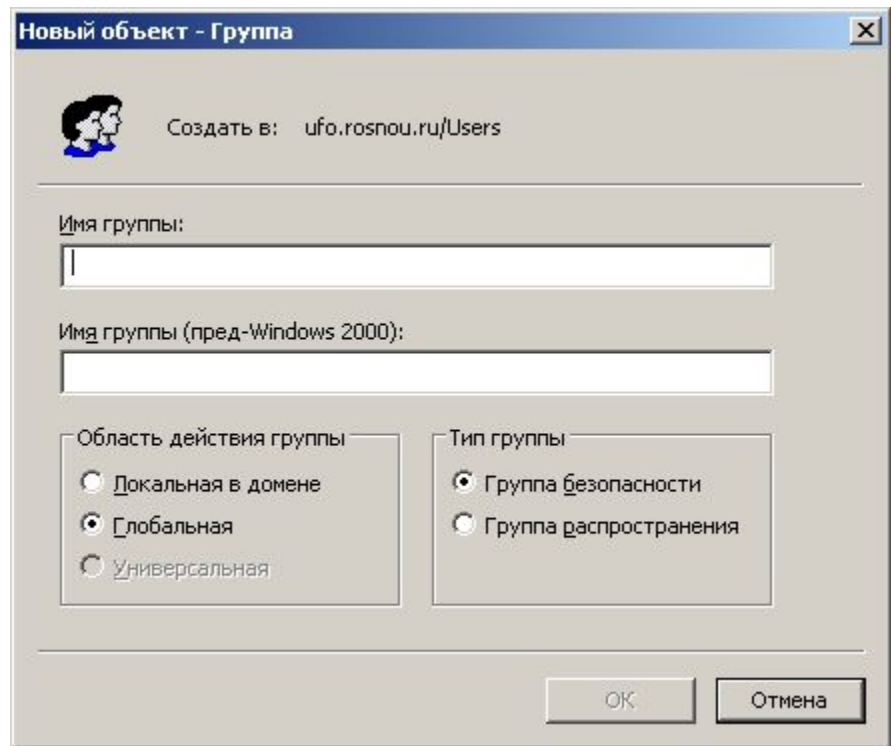 Новый объект - Группа
Создать в: ufo.rosnou.ru/Users
Имя группы:
Имя группы (пред-Windows 2000):
Область действия группы
Локальная в домене
Глобальная
Универсальная
Тип группы
Группа безопасности
Группа распространения
OK
Отмена